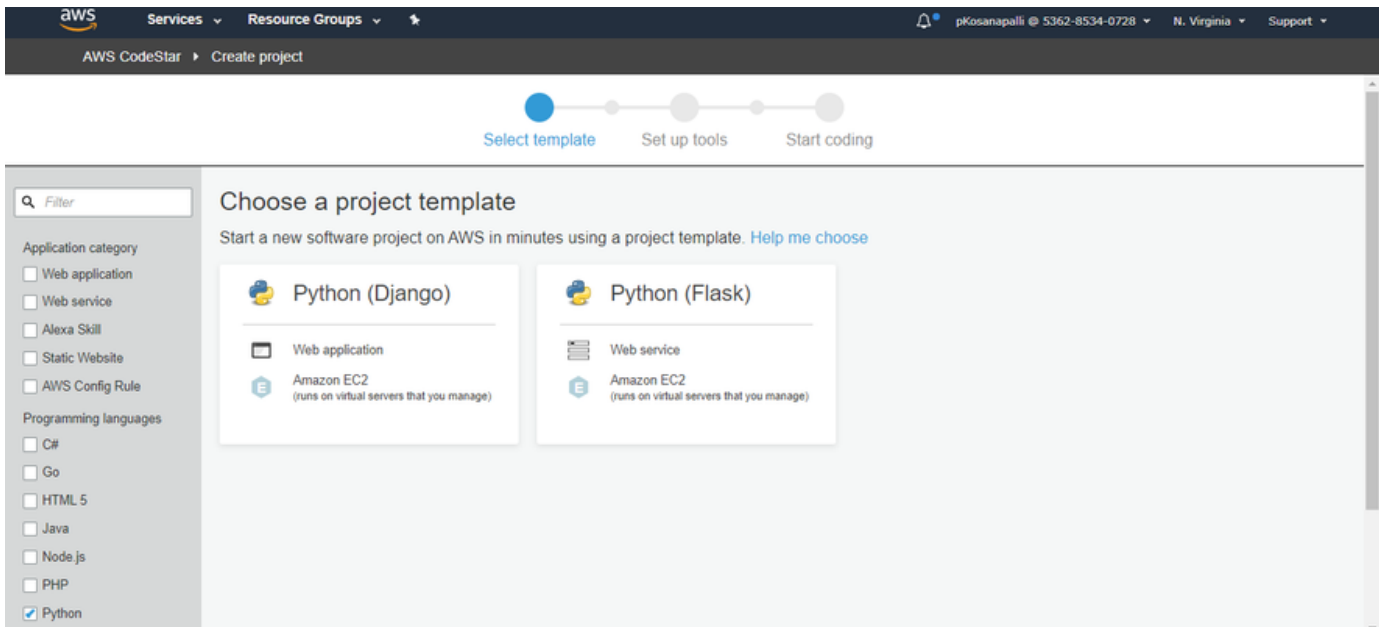 aws Services Resource Groups pKosanapalli @ 5362-8534-0728 N. Virginia Support
AWS CodeStar Create project
Select template Set up tools Start coding
Filter
Application category
Web application
Web service
Alexa Skill
Static Website
AWS Config Rule
Programming languages
C#
Go
HTML 5
Java
Node.js
PHP
Python
Choose a project template
Start a new software project on AWS in minutes using a project template. Help me choose
Python (Django)
Web application
E
Amazon EC2
(runs on virtual servers that you manage)
Python (Flask)
Web service
E
Amazon EC2
(runs on virtual servers that you manage)